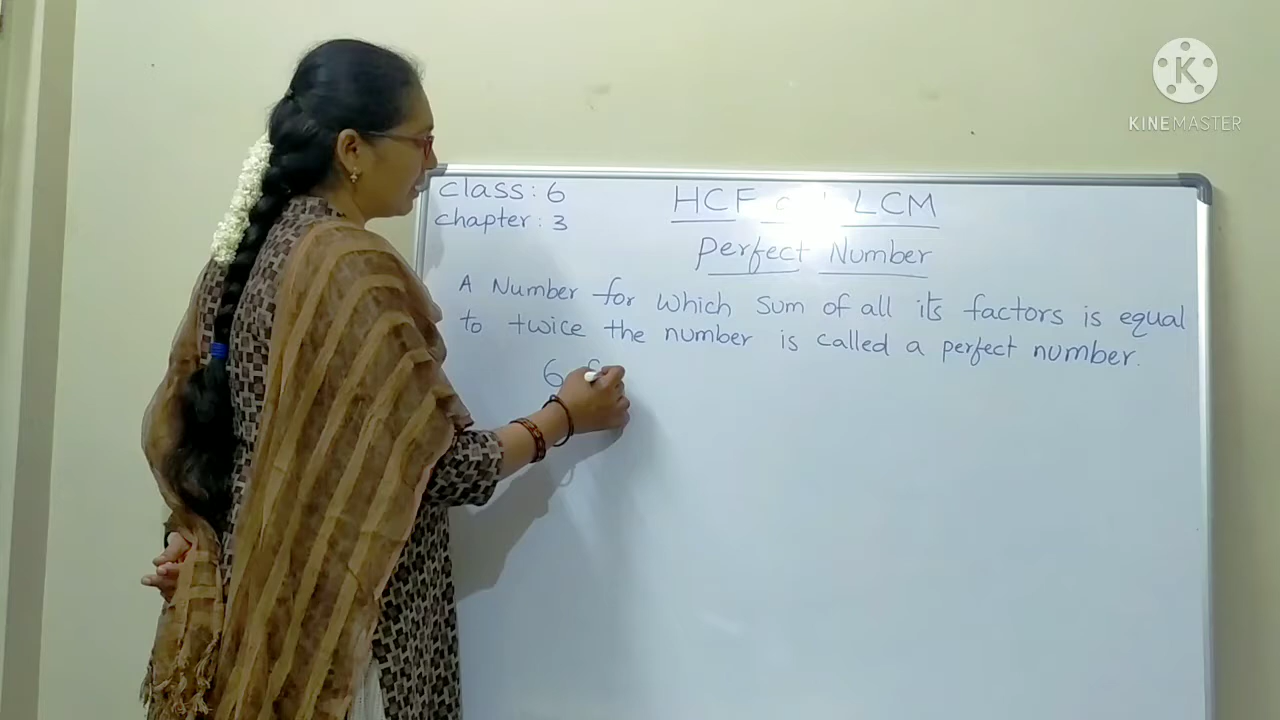 class: 6
HCF LCM
chapter: 3
Perfect Number
A Number for which sum of all its factors is equal
to twice the number is called a perfect number.
6
K
KINEMASTER